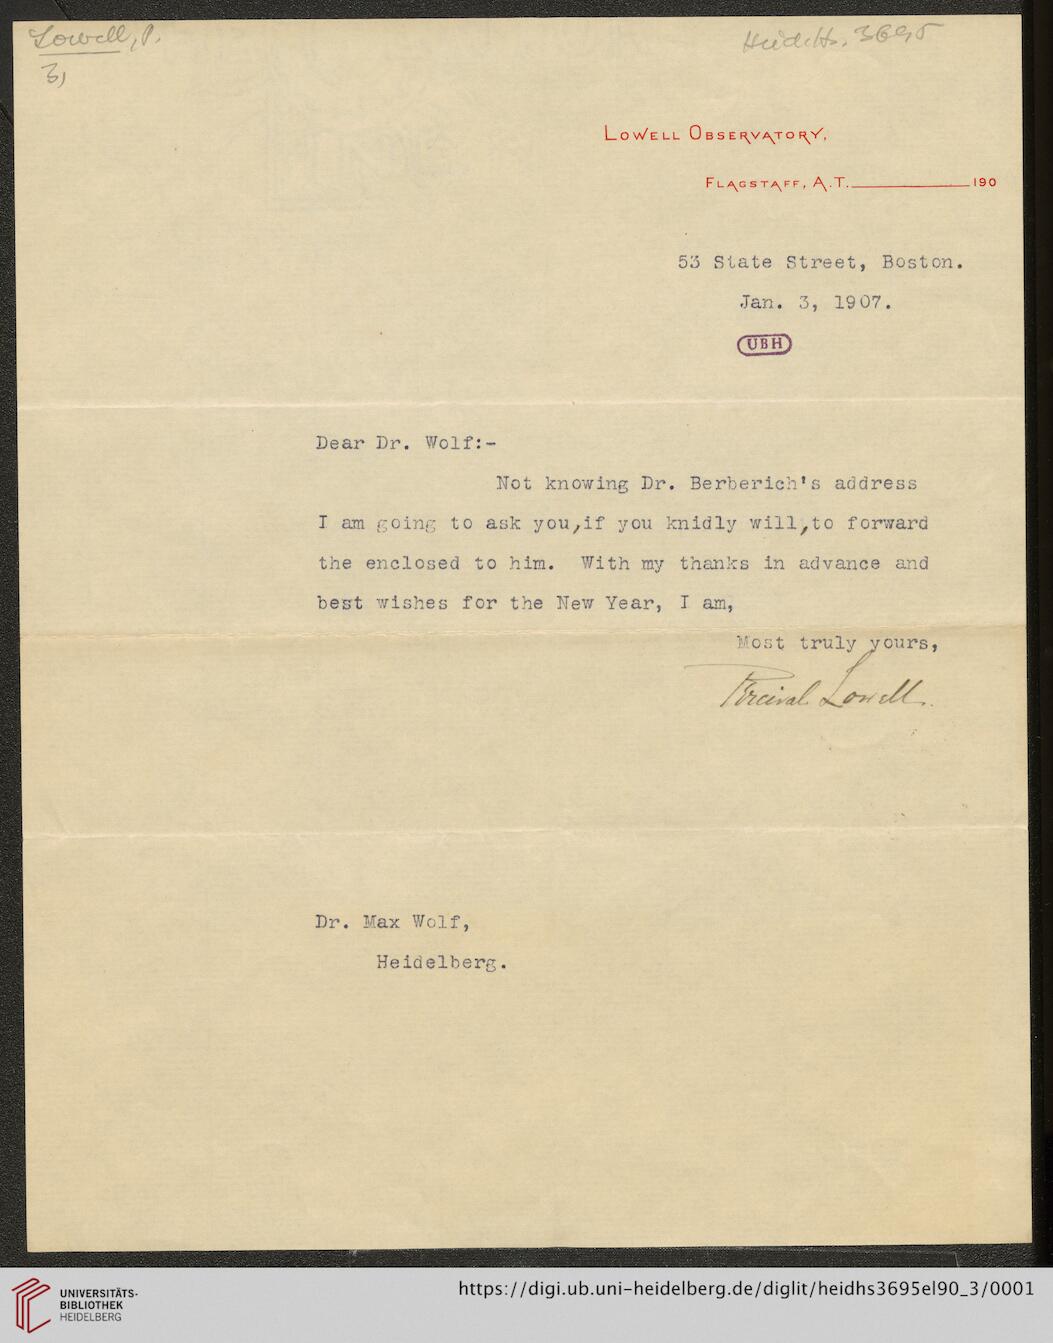 Lowell, P.
3)
Heid. Hs. 3695
LOWELL OBSERVATORY,
FLAGSTAFF, A.T. 190
53 State Street, Boston.
Jan. 3, 1907.
UBH
Dear Dr. Wolf:-
Not knowing Dr. Berberich's address
I am going to ask you,if you knidly will,to forward
the enclosed to him. With my thanks in advance and
best wishes for the New Year, I am,
Most truly yours,
Percival Lowell.
Dr. Max Wolf,
Heidelberg.
UNIVERSITÄTS-
BIBLIOTHEK
HEIDELBERG
https://digi.ub.uni-heidelberg.de/diglit/heidhs3695el90_3/0001